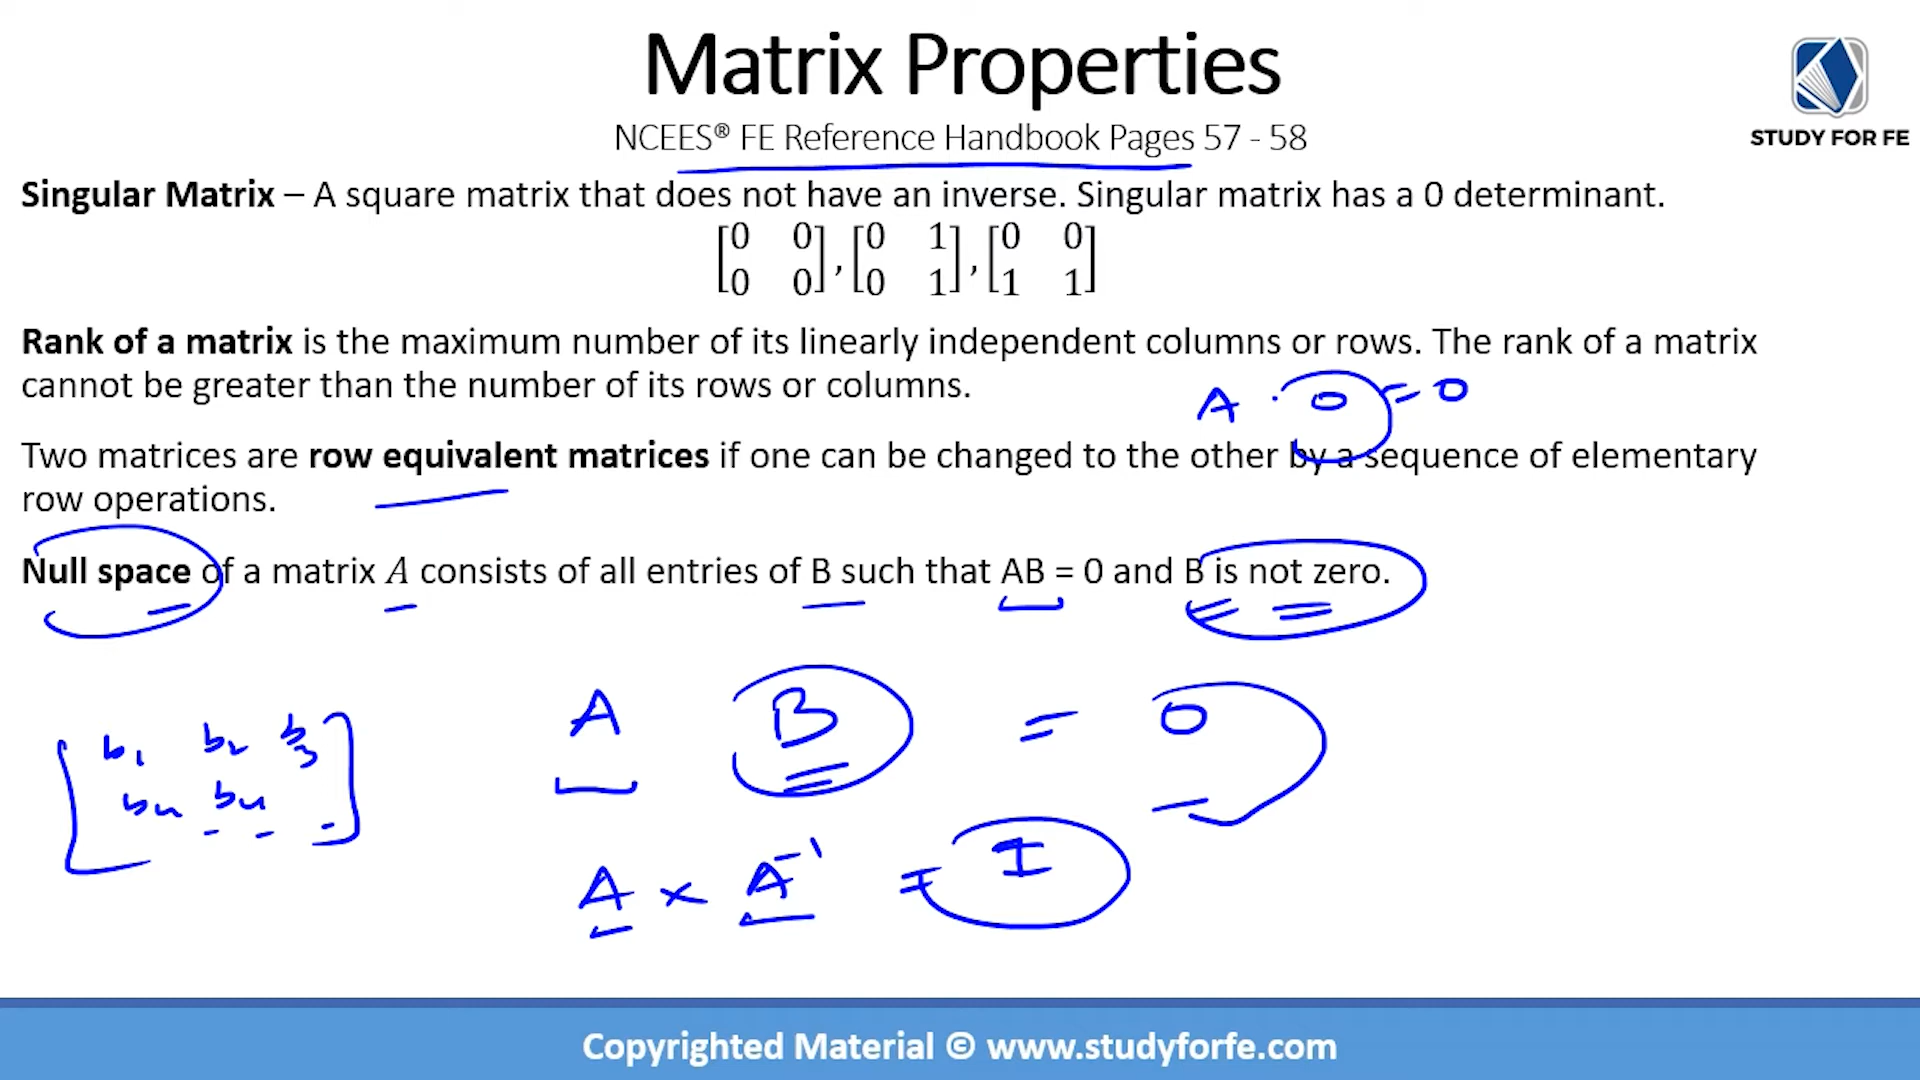 Matrix Properties
NCEES® FE Reference Handbook Pages 57 - 58
STUDY FOR FE
Singular Matrix – A square matrix that does not have an inverse. Singular matrix has a 0 determinant.
[0 0
0 0], [0 1
0 1], [0 0
1 1]
Rank of a matrix is the maximum number of its linearly independent columns or rows. The rank of a matrix
cannot be greater than the number of its rows or columns.
A · 0 = 0
Two matrices are row equivalent matrices if one can be changed to the other by a sequence of elementary
row operations.
Null space of a matrix A consists of all entries of B such that AB = 0 and B is not zero.
A B = 0
b1 b2 b3
A × A⁻¹ = I
Copyrighted Material © www.studyforfe.com